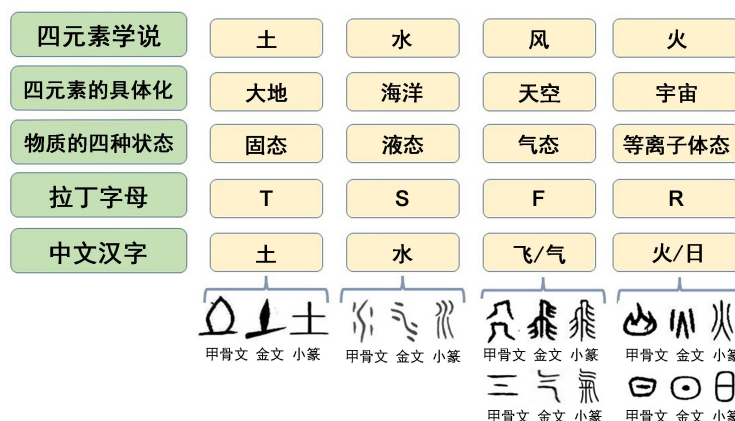 四元素学说 土 水 风 火
四元素的具体化 大地 海洋 天空 宇宙
物质的四种状态 固态 液态 气态 等离子体态
拉丁字母 T S F R
中文汉字 土 水 飞/气 火/日
甲骨文 金文 小篆 甲骨文 金文 小篆 甲骨文 金文 小篆 甲骨文 金文 小篆
甲骨文 金文 小篆 甲骨文 金文 小篆